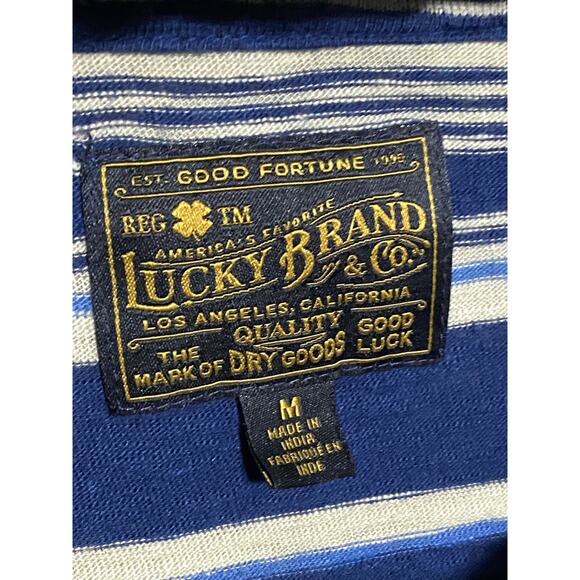 EST. GOOD FORTUNE 1990
REG TM
AMERICA'S FAVORITE
LUCKY BRAND
& CO.
LOS ANGELES, CALIFORNIA
QUALITY
THE MARK OF DRY GOODS GOOD LUCK
M
MADE IN
INDIA
FABRIQUÉ EN
INDE